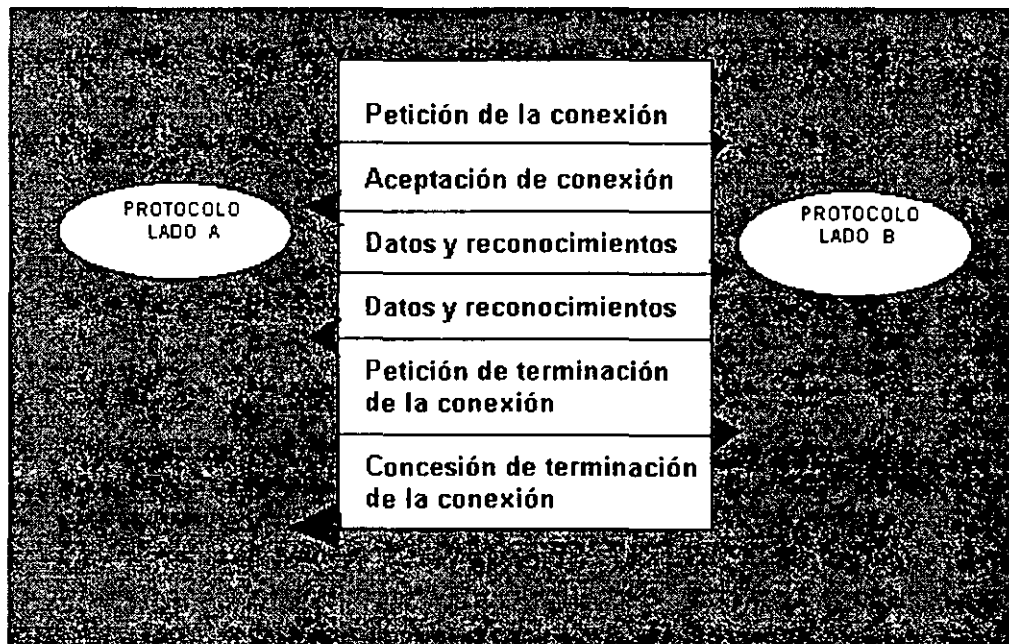 Petición de la conexión
Aceptación de conexión
PROTOCOLO
LADO A
PROTOCOLO
LADO B
Datos y reconocimientos
Datos y reconocimientos
Petición de terminación
de la conexión
Concesión de terminación
de la conexión